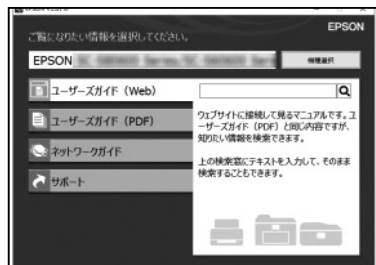 EPSON
ご覧になりたい情報を選択してください。
EPSON
機種選択
ユーザーズガイド (Web)
ユーザーズガイド (PDF)
ネットワークガイド
サポート
ウェブサイトに接続して見るマニュアルです。ユ
ーザーズガイド (PDF) と同じ内容ですが、
知りたい情報を検索できます。
上の検索窓にテキストを入力して、そのまま
検索することもできます。